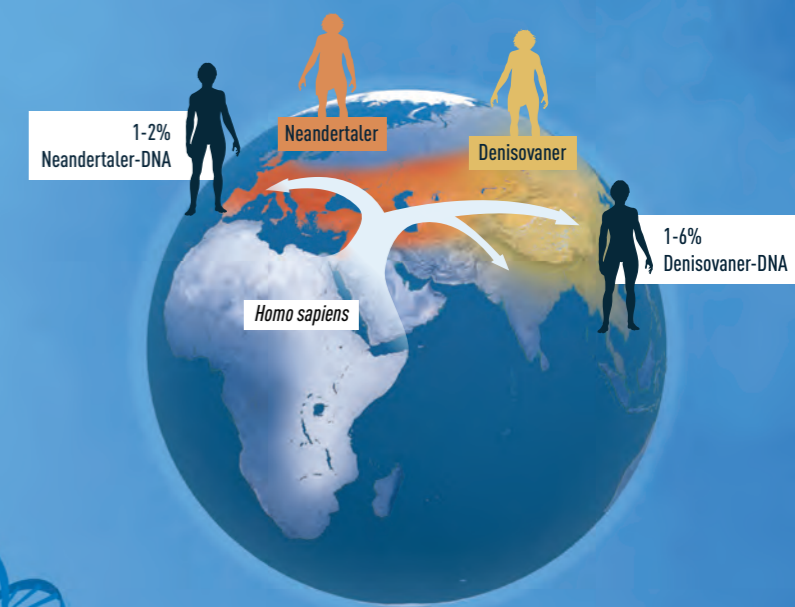 Neandertaler
Denisovaner
1-2%
Neandertaler-DNA
1-6%
Denisovaner-DNA
Homo sapiens